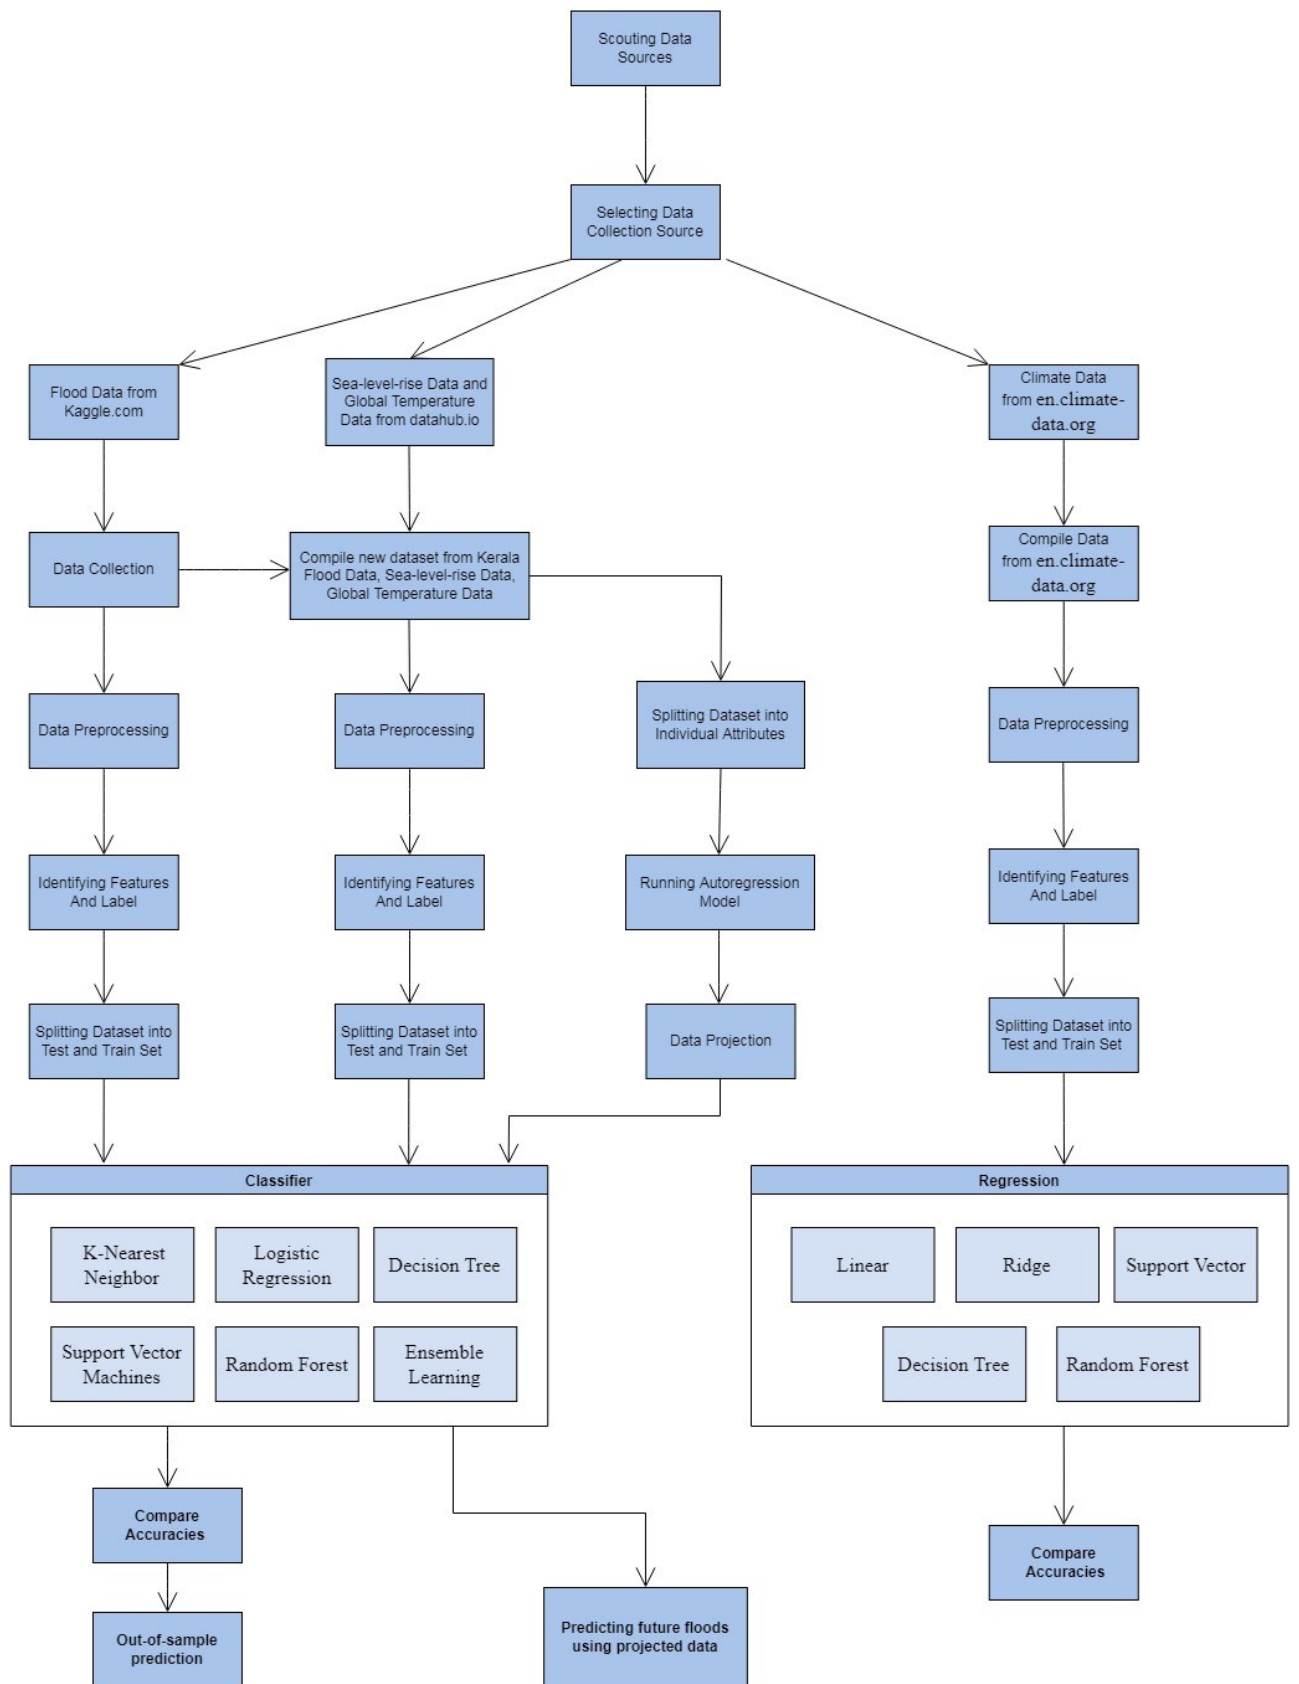 Scouting Data
Sources
Selecting Data
Collection Source
Flood Data from
Kaggle.com
Sea-level-rise Data and
Global Temperature
Data from datahub.io
Climate Data
from en.climate-
data.org
Data Collection
Compile new dataset from Kerala
Flood Data, Sea-level-rise Data,
Global Temperature Data
Compile Data
from en.climate-
data.org
Data Preprocessing
Data Preprocessing
Splitting Dataset into
Individual Attributes
Data Preprocessing
Identifying Features
And Label
Identifying Features
And Label
Running Autoregression
Model
Identifying Features
And Label
Splitting Dataset into
Test and Train Set
Splitting Dataset into
Test and Train Set
Data Projection
Splitting Dataset into
Test and Train Set
Classifier
K-Nearest
Neighbor
Logistic
Regression
Decision Tree
Support Vector
Machines
Random Forest
Ensemble
Learning
Regression
Linear
Ridge
Support Vector
Decision Tree
Random Forest
Compare
Accuracies
Out-of-sample
prediction
Predicting future floods
using projected data
Compare
Accuracies